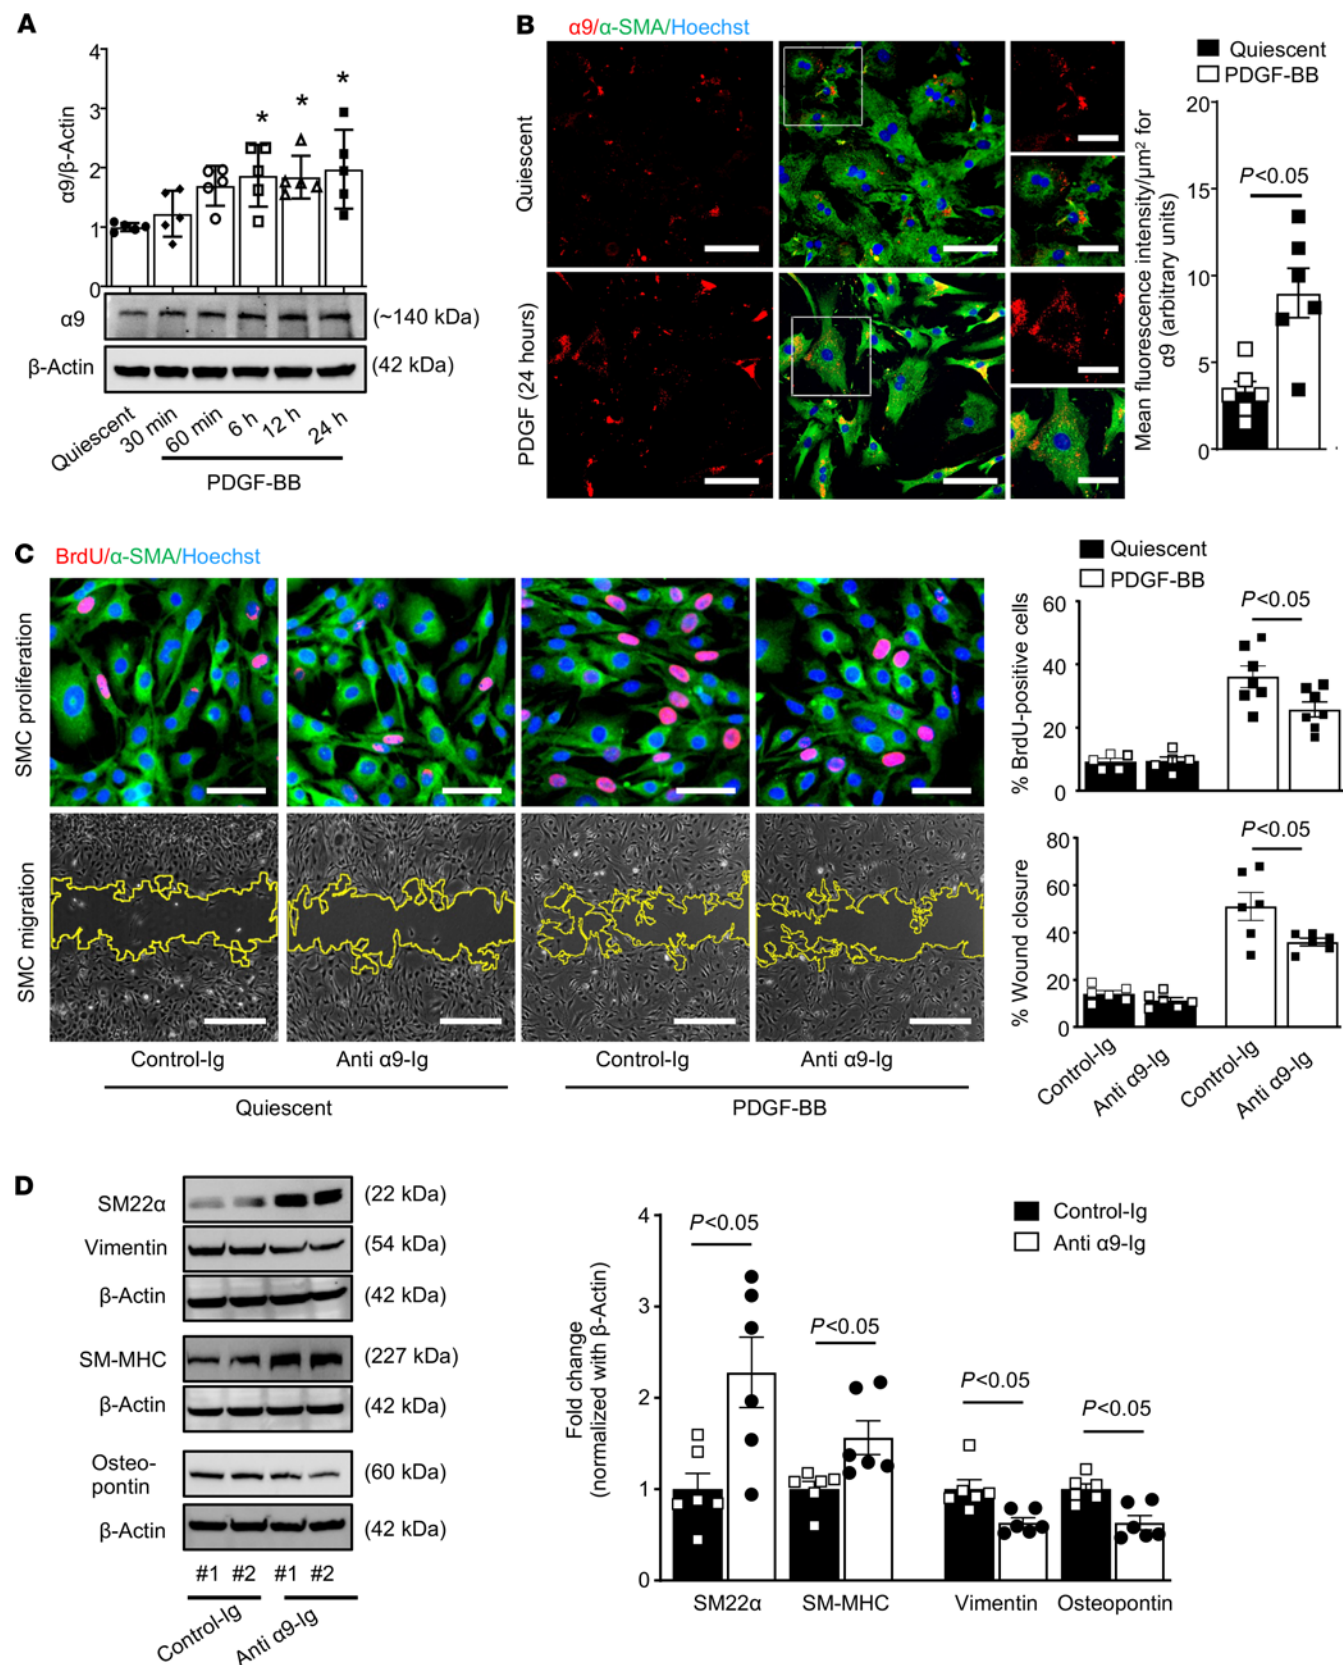 A
4
3
2
1
0
α9/β-Actin
*
*
*
α9
(~140 kDa)
β-Actin
(42 kDa)
Quiescent
30 min
60 min
6 h
12 h
24 h
PDGF-BB
B
α9/α-SMA/Hoechst
Quiescent
PDGF (24 hours)
Quiescent
PDGF-BB
20
15
10
5
0
P<0.05
Mean fluorescence intensity/μm² for
α9 (arbitrary units)
C
BrdU/α-SMA/Hoechst
SMC proliferation
SMC migration
Control-Ig
Anti α9-Ig
Control-Ig
Anti α9-Ig
Quiescent
PDGF-BB
Quiescent
PDGF-BB
60
40
20
0
% BrdU-positive cells
P<0.05
80
60
40
20
0
% Wound closure
P<0.05
Control-Ig
Anti α9-Ig
Control-Ig
Anti α9-Ig
D
SM22α
(22 kDa)
Vimentin
(54 kDa)
β-Actin
(42 kDa)
SM-MHC
(227 kDa)
β-Actin
(42 kDa)
Osteo-
pontin
(60 kDa)
β-Actin
(42 kDa)
#1 #2 #1 #2
Control-Ig
Anti α9-Ig
Control-Ig
Anti α9-Ig
4
3
2
1
0
Fold change
(normalized with β-Actin)
P<0.05
P<0.05
P<0.05
P<0.05
SM22α
SM-MHC
Vimentin
Osteopontin